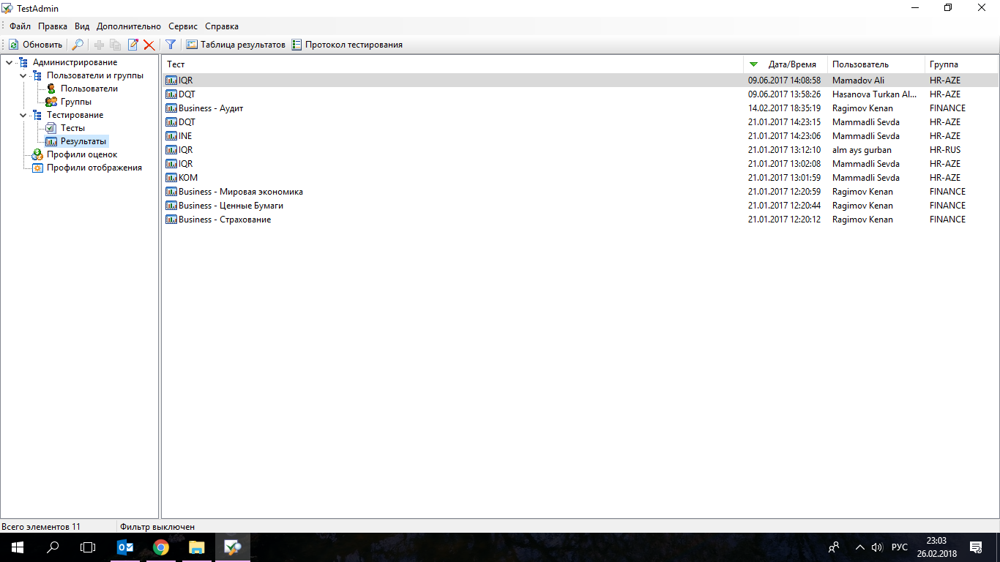 TestAdmin
Файл Правка Вид Дополнительно Сервис Справка
Обновить Таблица результатов Протокол тестирования
Администрирование
Пользователи и группы
Пользователи
Группы
Тестирование
Тесты
Результаты
Профили оценок
Профили отображения
Тест Дата/Время Пользователь Группа
IQR 09.06.2017 14:08:58 Mamadov Ali HR-AZE
DQT 09.06.2017 13:58:26 Hasanova Turkan Al... HR-AZE
Business - Аудит 14.02.2017 18:35:19 Ragimov Kenan FINANCE
DQT 21.01.2017 14:23:15 Mammadli Sevda HR-AZE
INE 21.01.2017 14:23:06 Mammadli Sevda HR-AZE
IQR 21.01.2017 13:12:10 alm ays gurban HR-RUS
IQR 21.01.2017 13:02:08 Mammadli Sevda HR-AZE
KOM 21.01.2017 13:01:59 Mammadli Sevda HR-AZE
Business - Мировая экономика 21.01.2017 12:20:59 Ragimov Kenan FINANCE
Business - Ценные Бумаги 21.01.2017 12:20:44 Ragimov Kenan FINANCE
Business - Страхование 21.01.2017 12:20:12 Ragimov Kenan FINANCE
Всего элементов 11 Фильтр выключен
РУС
23:03
26.02.2018